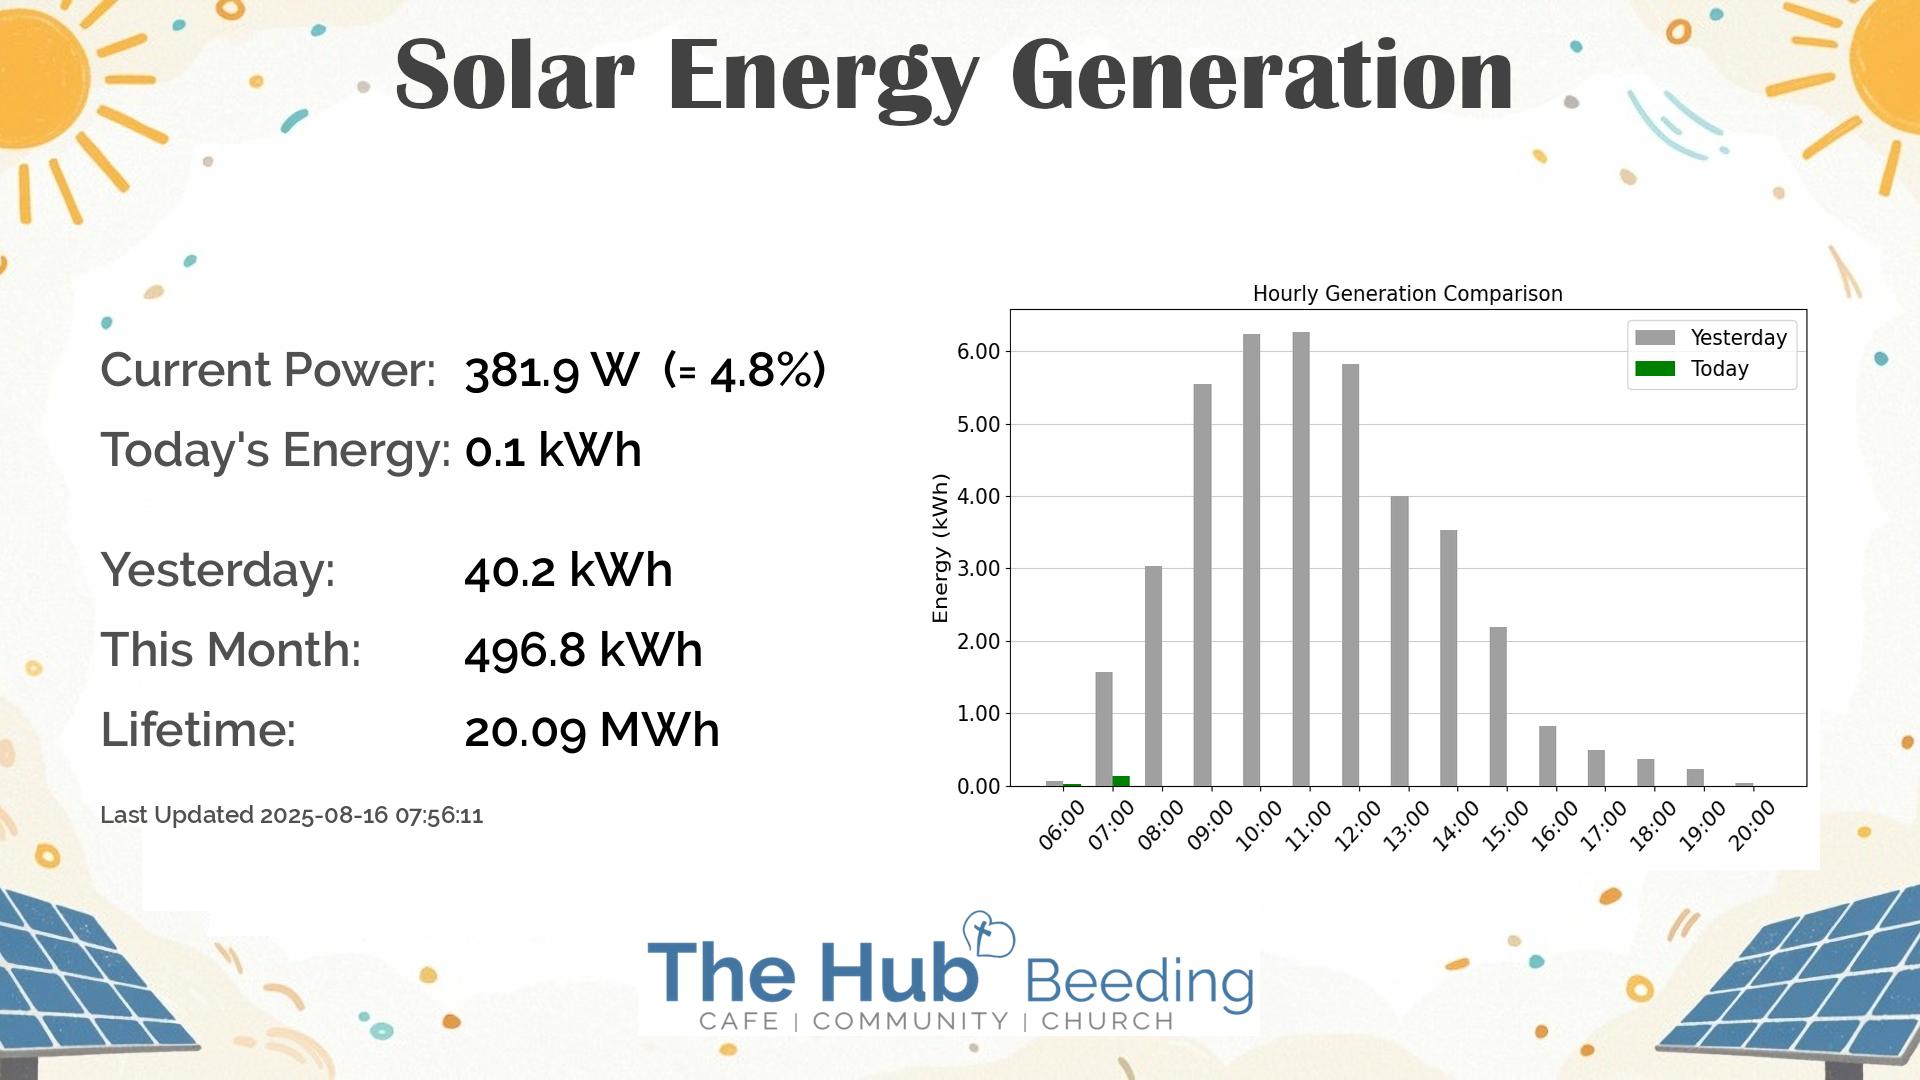 Solar Energy Generation
Current Power: 381.9 W (= 4.8%)
Today's Energy: 0.1 kWh
Yesterday: 40.2 kWh
This Month: 496.8 kWh
Lifetime: 20.09 MWh
Last Updated 2025-08-16 07:56:11
Hourly Generation Comparison
Yesterday
Today
Energy (kWh)
6.00
5.00
4.00
3.00
2.00
1.00
0.00
06:00 07:00 08:00 09:00 10:00 11:00 12:00 13:00 14:00 15:00 16:00 17:00 18:00 19:00 20:00
The Hub Beeding
CAFE | COMMUNITY | CHURCH